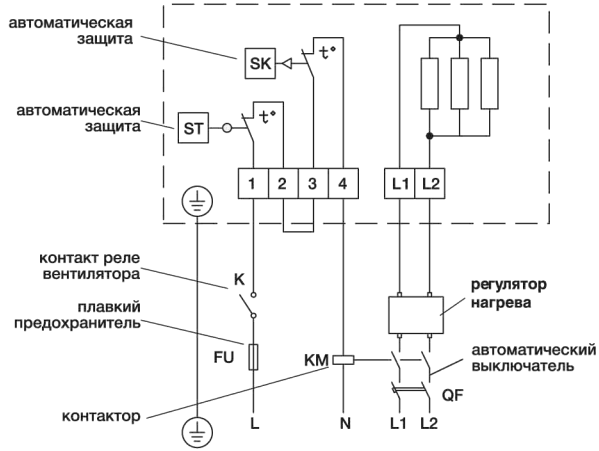 автоматическая
защита
SK
t°
автоматическая
защита
ST
t°
1 2 3 4 L1 L2
контакт реле
вентилятора
K
регулятор
нагрева
плавкий
предохранитель
FU
KM
автоматический
выключатель
QF
контактор
L N L1 L2